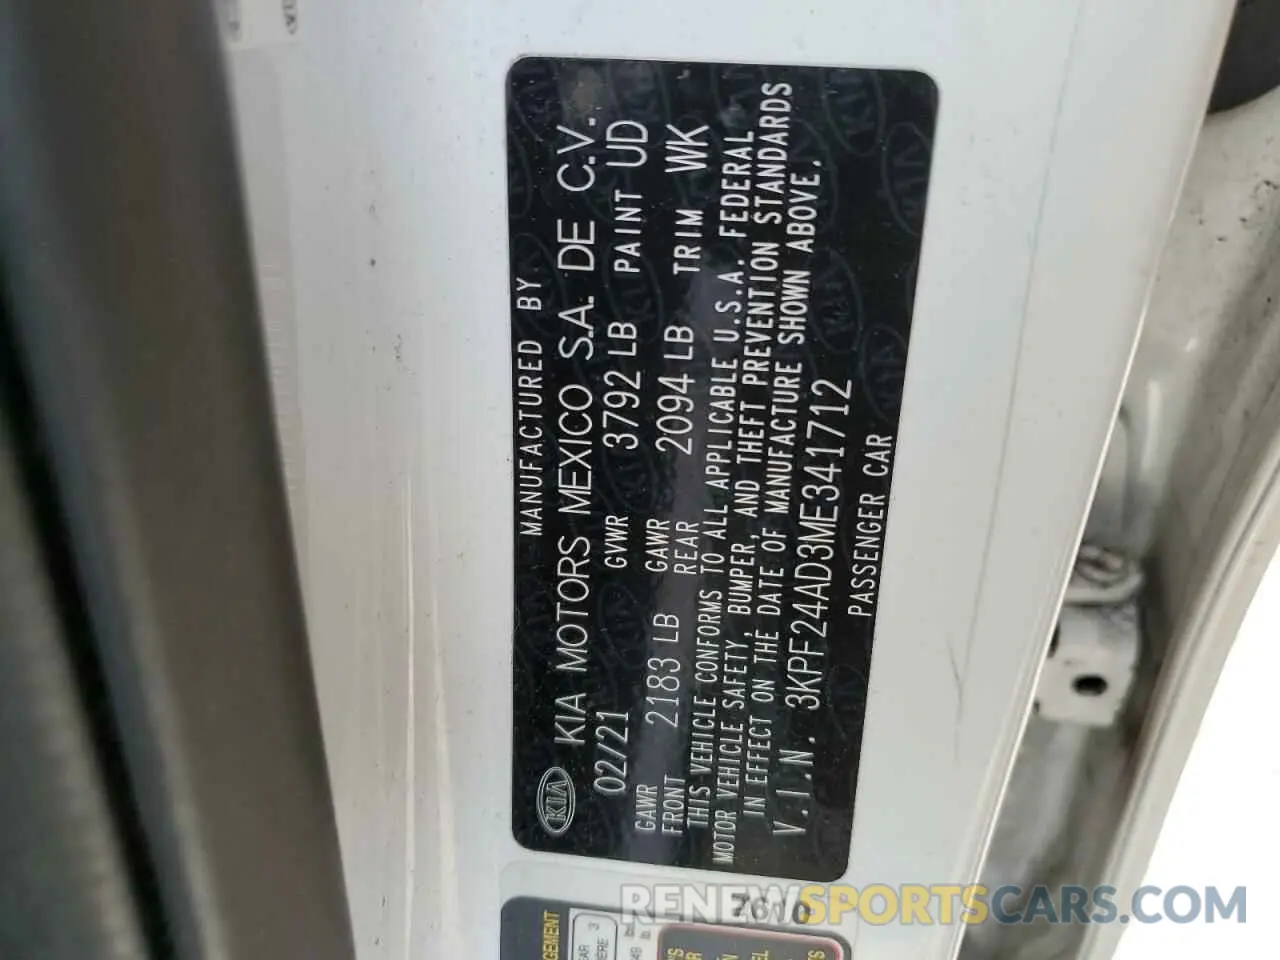 MANUFACTURED BY
KIA KIA MOTORS MEXICO S.A. DE C.V.
02/21 GVWR 3792 LB PAINT UD
GAWR FRONT 2183 LB GAWR REAR 2094 LB TRIM WK
THIS VEHICLE CONFORMS TO ALL APPLICABLE U.S.A. FEDERAL
MOTOR VEHICLE SAFETY, BUMPER, AND THEFT PREVENTION STANDARDS
IN EFFECT ON THE DATE OF MANUFACTURE SHOWN ABOVE.
V.I.N. 3KPF24AD3ME341712
PASSENGER CAR
RENEWSPORTSCARS.COM